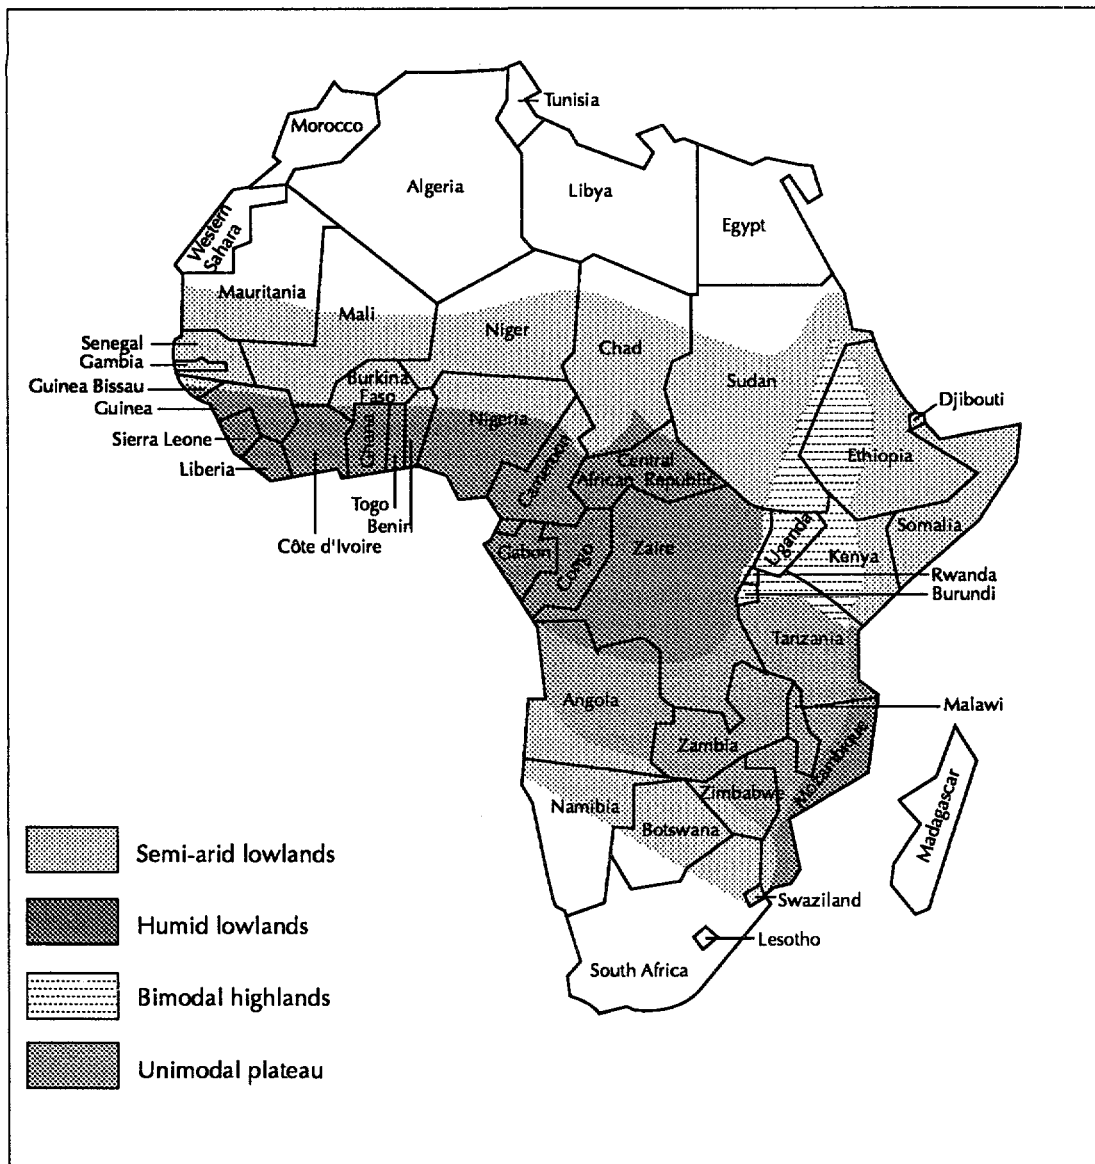 Tunisia
Morocco
Algeria
Libya
Egypt
Western
Sahara
Mauritania
Mali
Niger
Chad
Sudan
Senegal
Gambia
Guinea Bissau
Guinea
Sierra Leone
Liberia
Burkina
Faso
Ghana
Nigeria
Djibouti
Ethiopia
Togo
Benin
Côte d'Ivoire
Cameroon
Central
African Republic
Gabon
Congo
Zaire
Uganda
Kenya
Somalia
Rwanda
Burundi
Tanzania
Angola
Zambia
Malawi
Mozambique
Zimbabwe
Namibia
Botswana
Madagascar
Swaziland
Lesotho
South Africa
Semi-arid lowlands
Humid lowlands
Bimodal highlands
Unimodal plateau